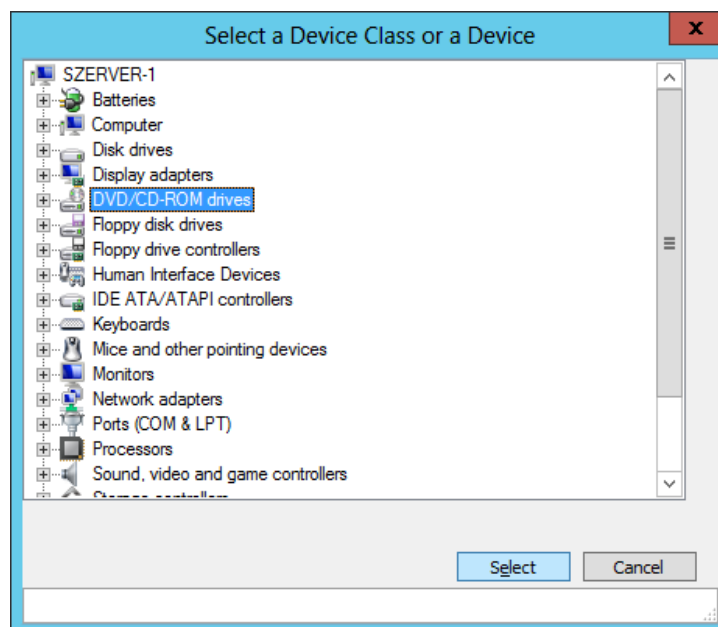 Select a Device Class or a Device
x
SZERVER-1
Batteries
Computer
Disk drives
Display adapters
DVD/CD-ROM drives
Floppy disk drives
Floppy drive controllers
Human Interface Devices
IDE ATA/ATAPI controllers
Keyboards
Mice and other pointing devices
Monitors
Network adapters
Ports (COM & LPT)
Processors
Sound, video and game controllers
Storage controllers
Select Cancel